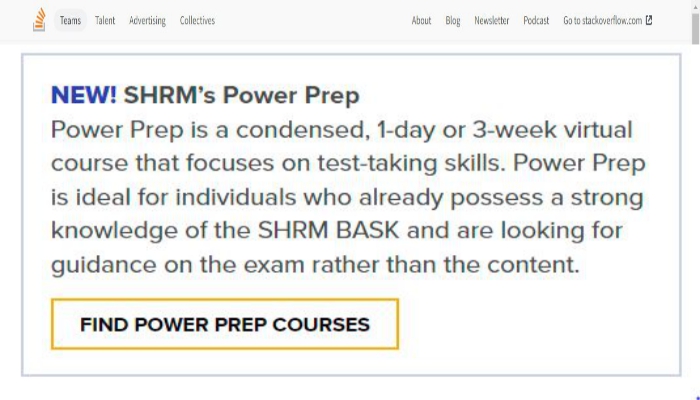 Teams Talent Advertising Collectives About Blog Newsletter Podcast Go to stackoverflow.com
NEW! SHRM's Power Prep
Power Prep is a condensed, 1-day or 3-week virtual
course that focuses on test-taking skills. Power Prep
is ideal for individuals who already possess a strong
knowledge of the SHRM BASK and are looking for
guidance on the exam rather than the content.
FIND POWER PREP COURSES